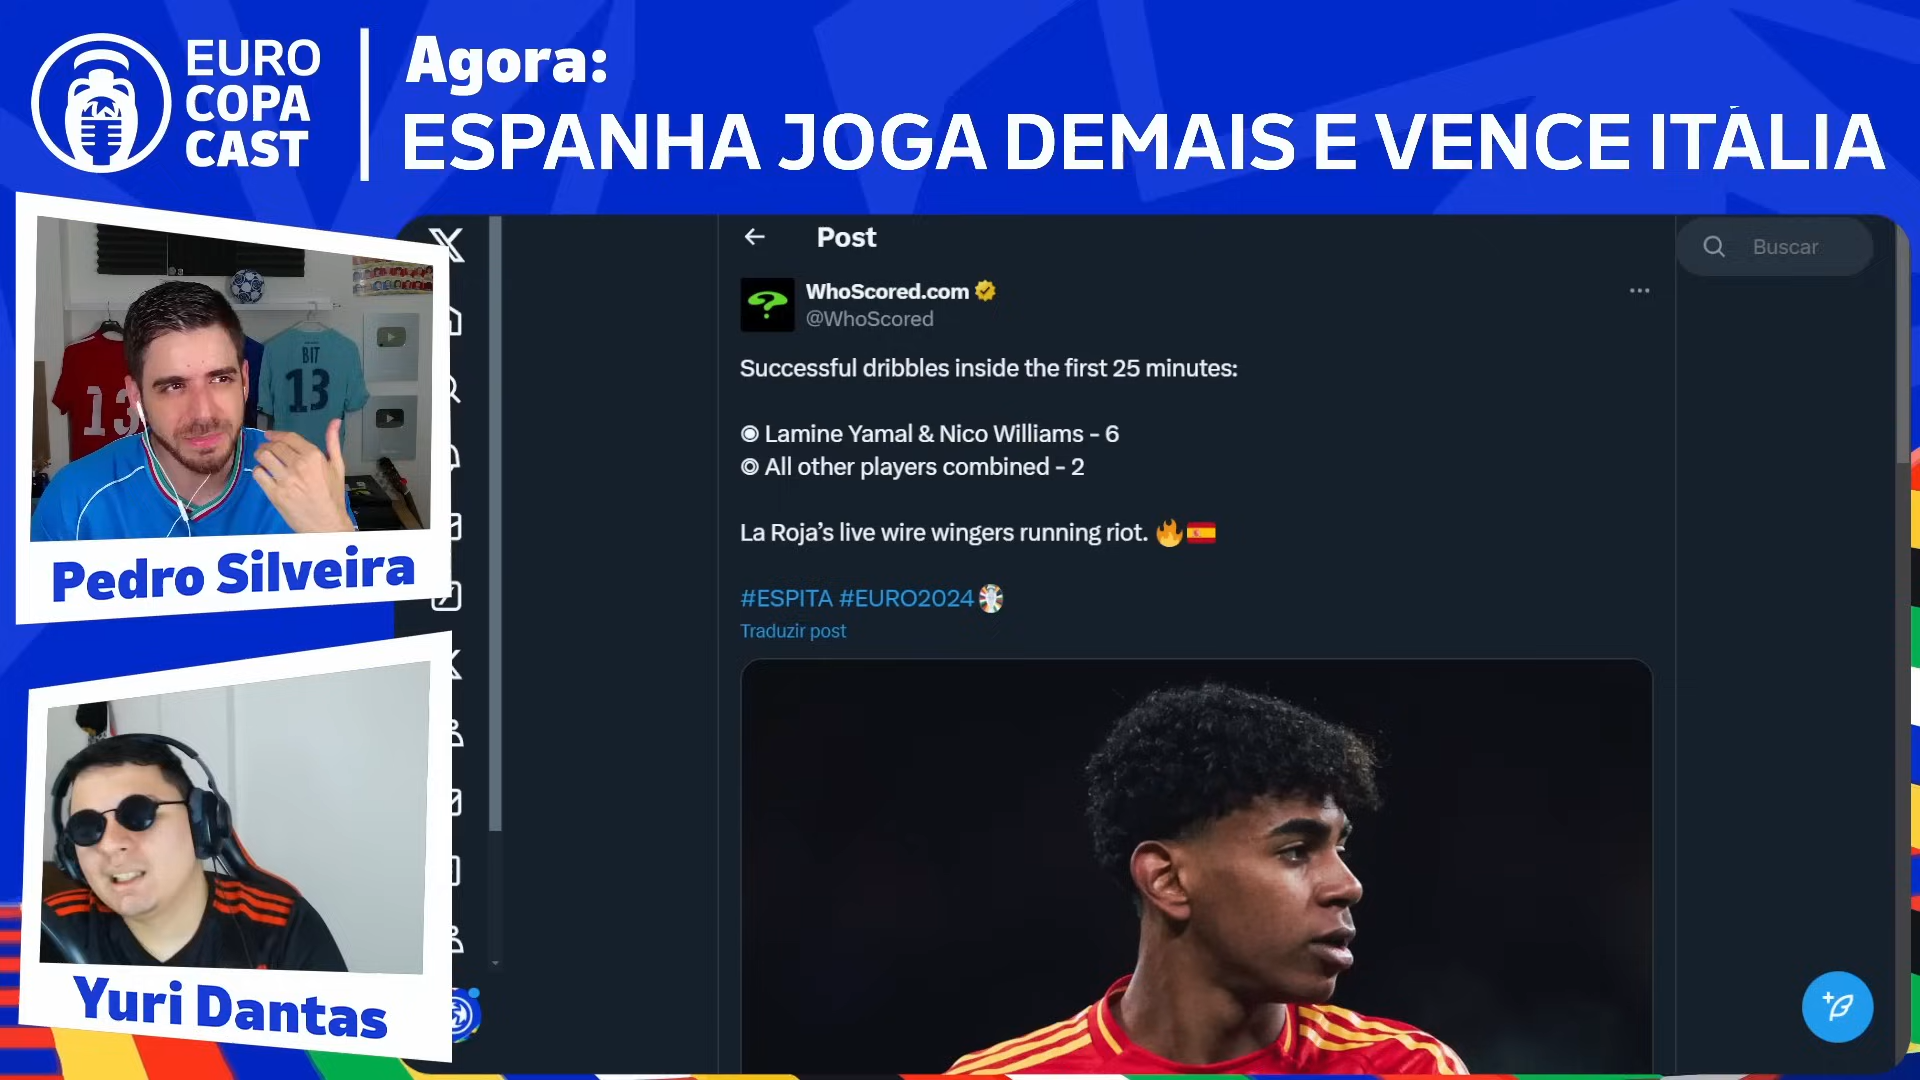 EURO
COPA
CAST
Agora:
ESPANHA JOGA DEMAIS E VENCE ITÁLIA
Post
Buscar
WhoScored.com
@WhoScored
Successful dribbles inside the first 25 minutes:
Lamine Yamal & Nico Williams - 6
All other players combined - 2
La Roja's live wire wingers running riot.
#ESPITA #EURO2024
Traduzir post
13
BIT
13
Pedro Silveira
Yuri Dantas